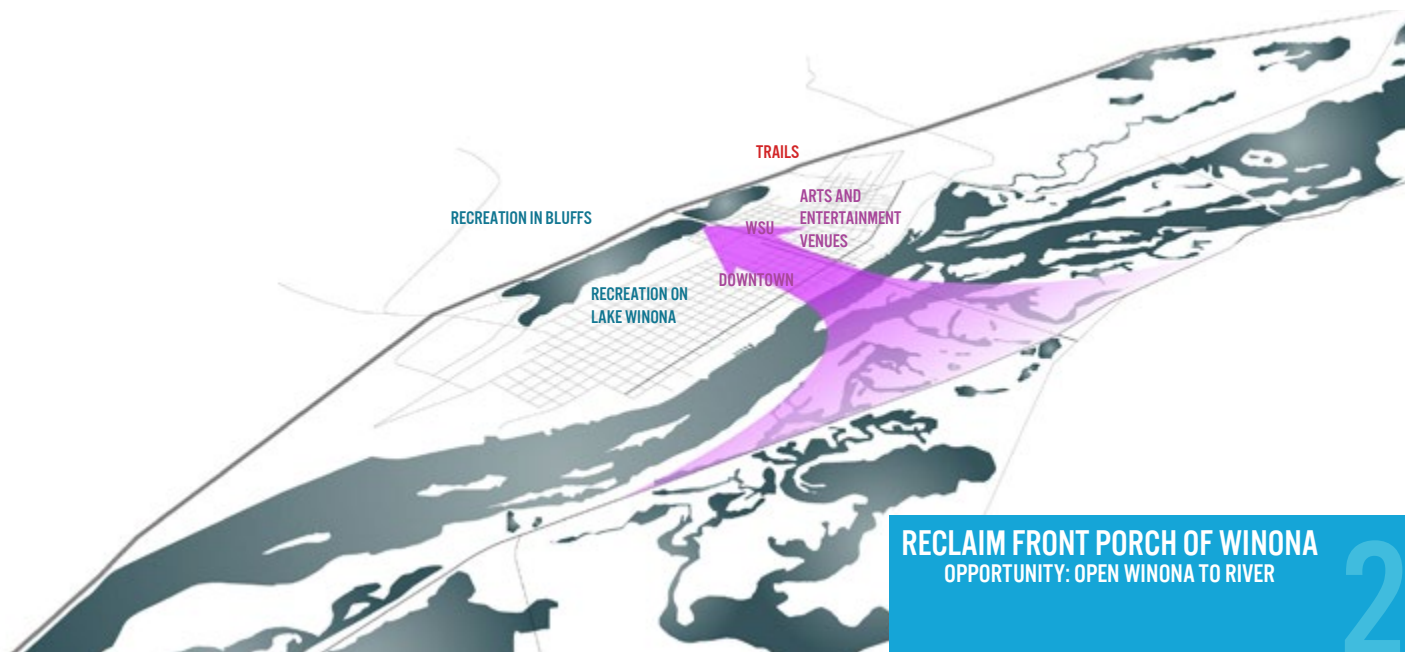 TRAILS
ARTS AND
ENTERTAINMENT
VENUES
RECREATION IN BLUFFS
WSU
DOWNTOWN
RECREATION ON
LAKE WINONA
RECLAIM FRONT PORCH OF WINONA
OPPORTUNITY: OPEN WINONA TO RIVER
2